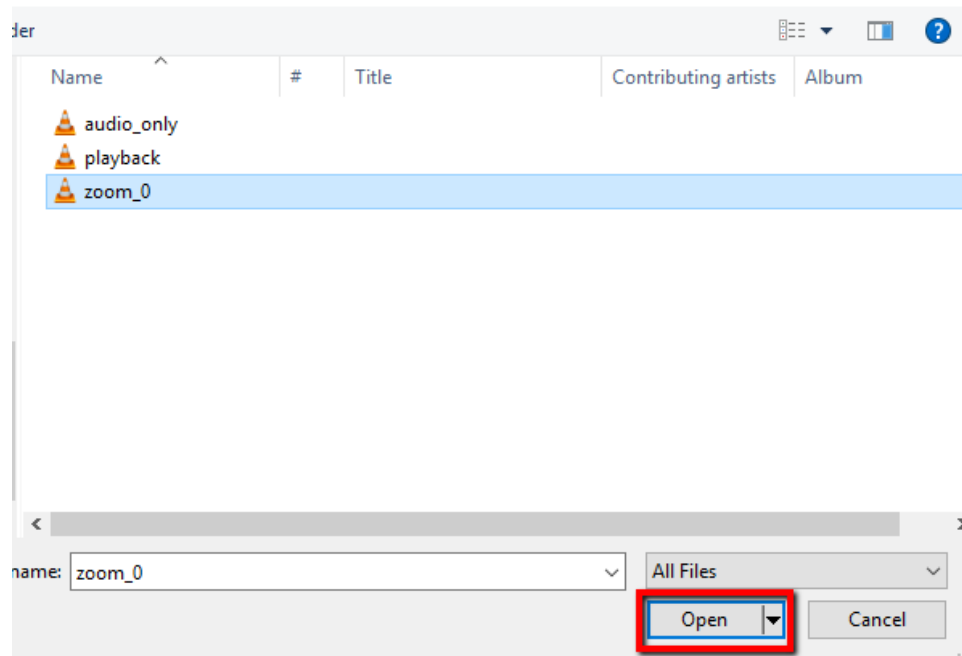 der
Name # Title Contributing artists Album
audio_only
playback
zoom_0
name: zoom_0 All Files
Open Cancel